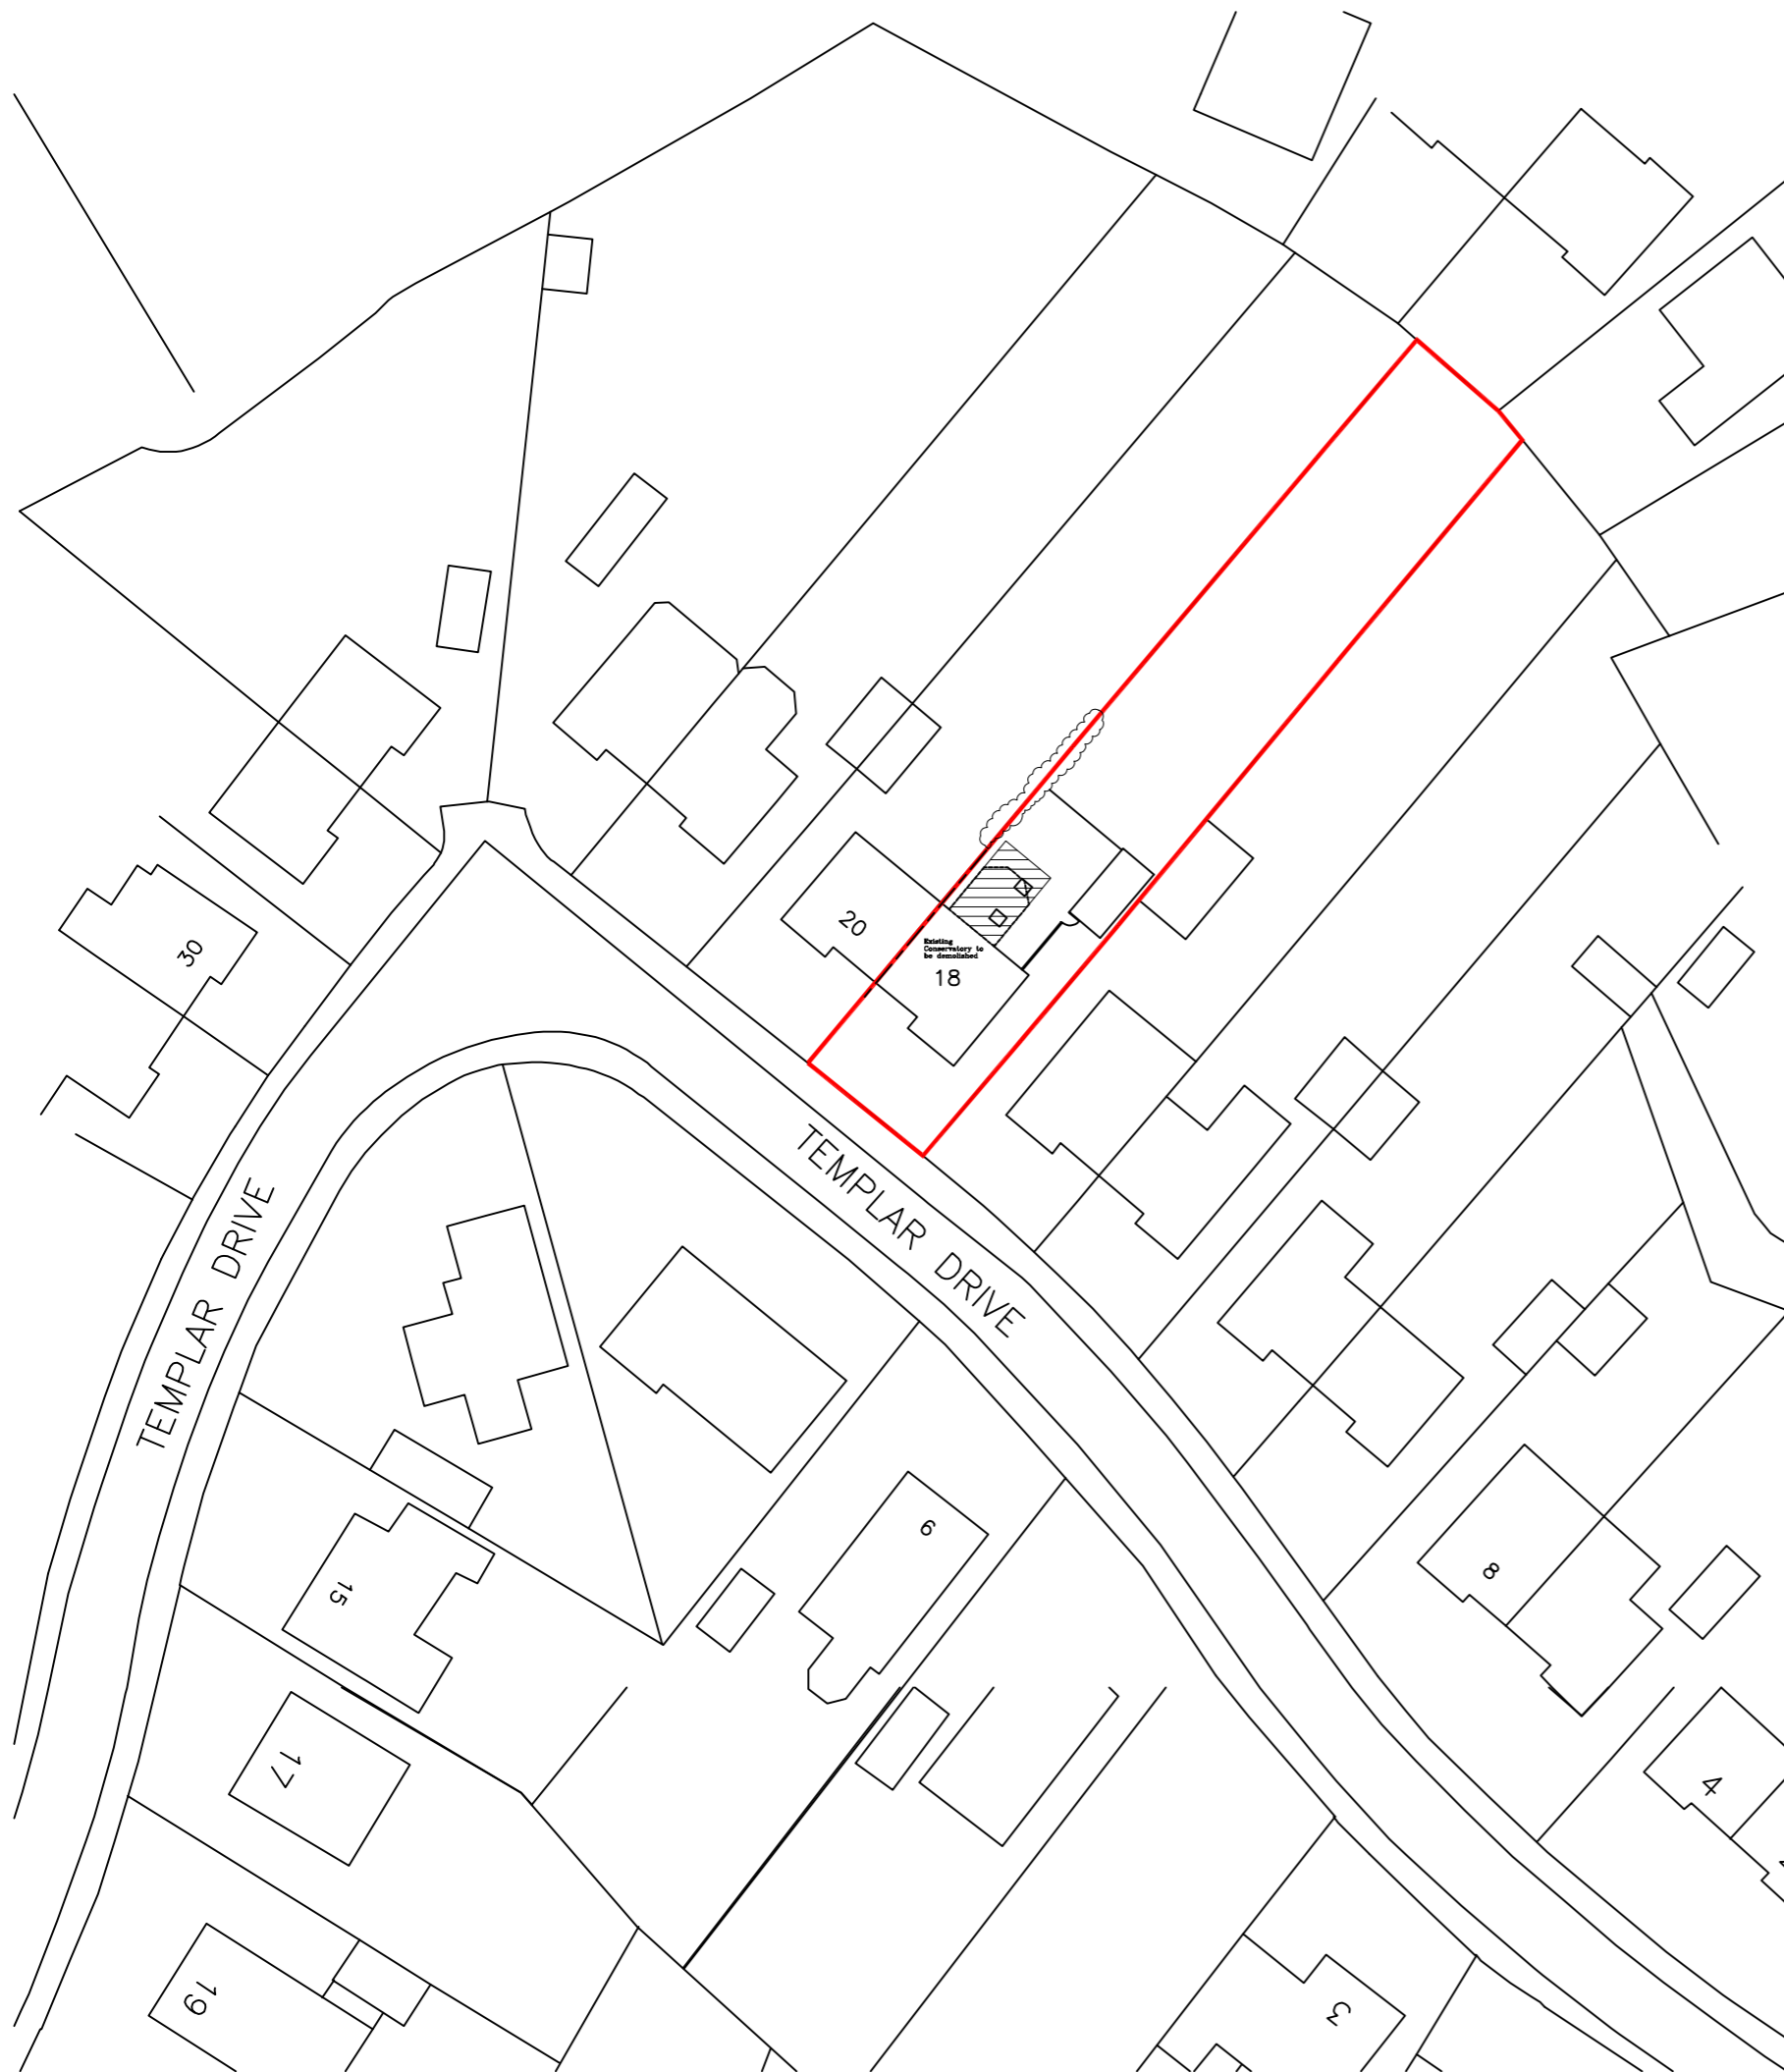 20
Existing
Conservatory to
be demolished
18
30
TEMPLAR DRIVE
TEMPLAR DRIVE
9
8
15
17
4
19
3